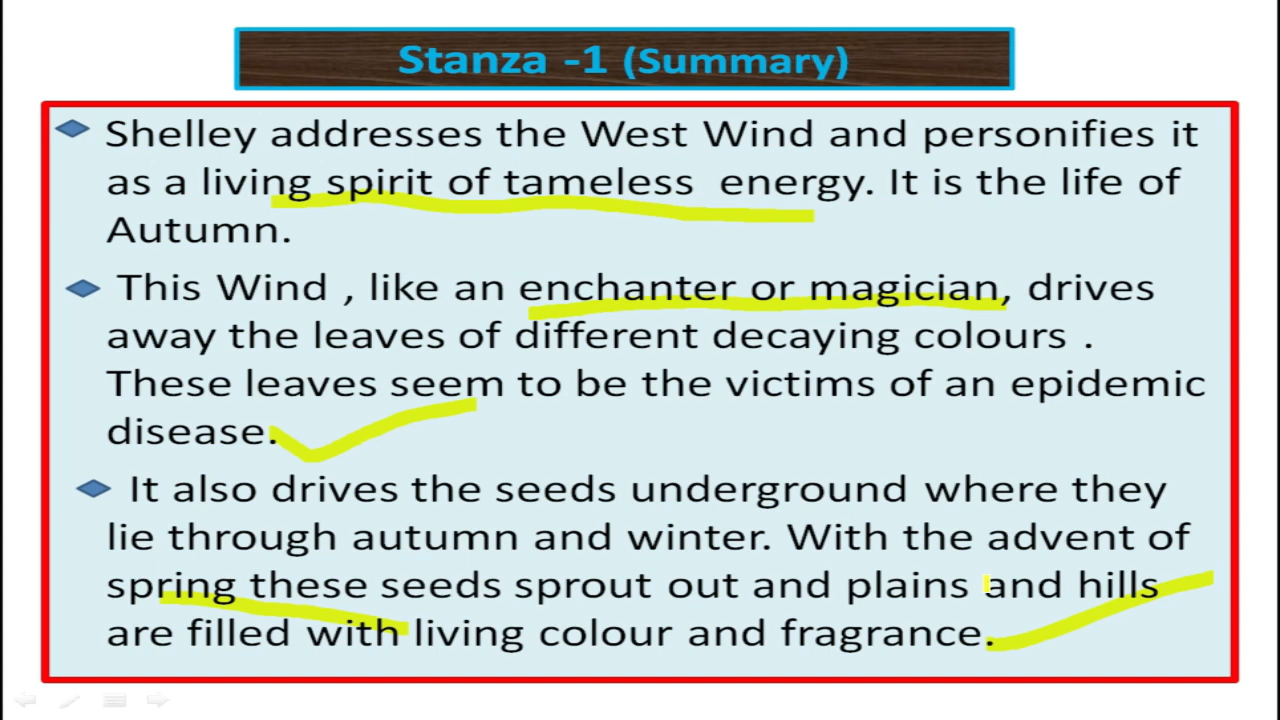 Stanza -1 (Summary)
Shelley addresses the West Wind and personifies it
as a living spirit of tameless energy. It is the life of
Autumn.
This Wind , like an enchanter or magician, drives
away the leaves of different decaying colours .
These leaves seem to be the victims of an epidemic
disease.
It also drives the seeds underground where they
lie through autumn and winter. With the advent of
spring these seeds sprout out and plains and hills
are filled with living colour and fragrance.